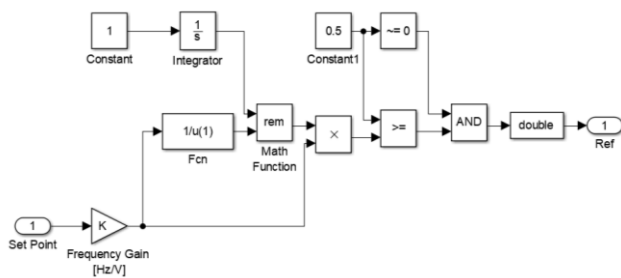 1
Constant
1
s
Integrator
0.5
Constant1
~= 0
1/u(1)
Fcn
rem
Math
Function
×
>=
AND
double
1
Ref
1
Set Point
K
Frequency Gain
[Hz/V]